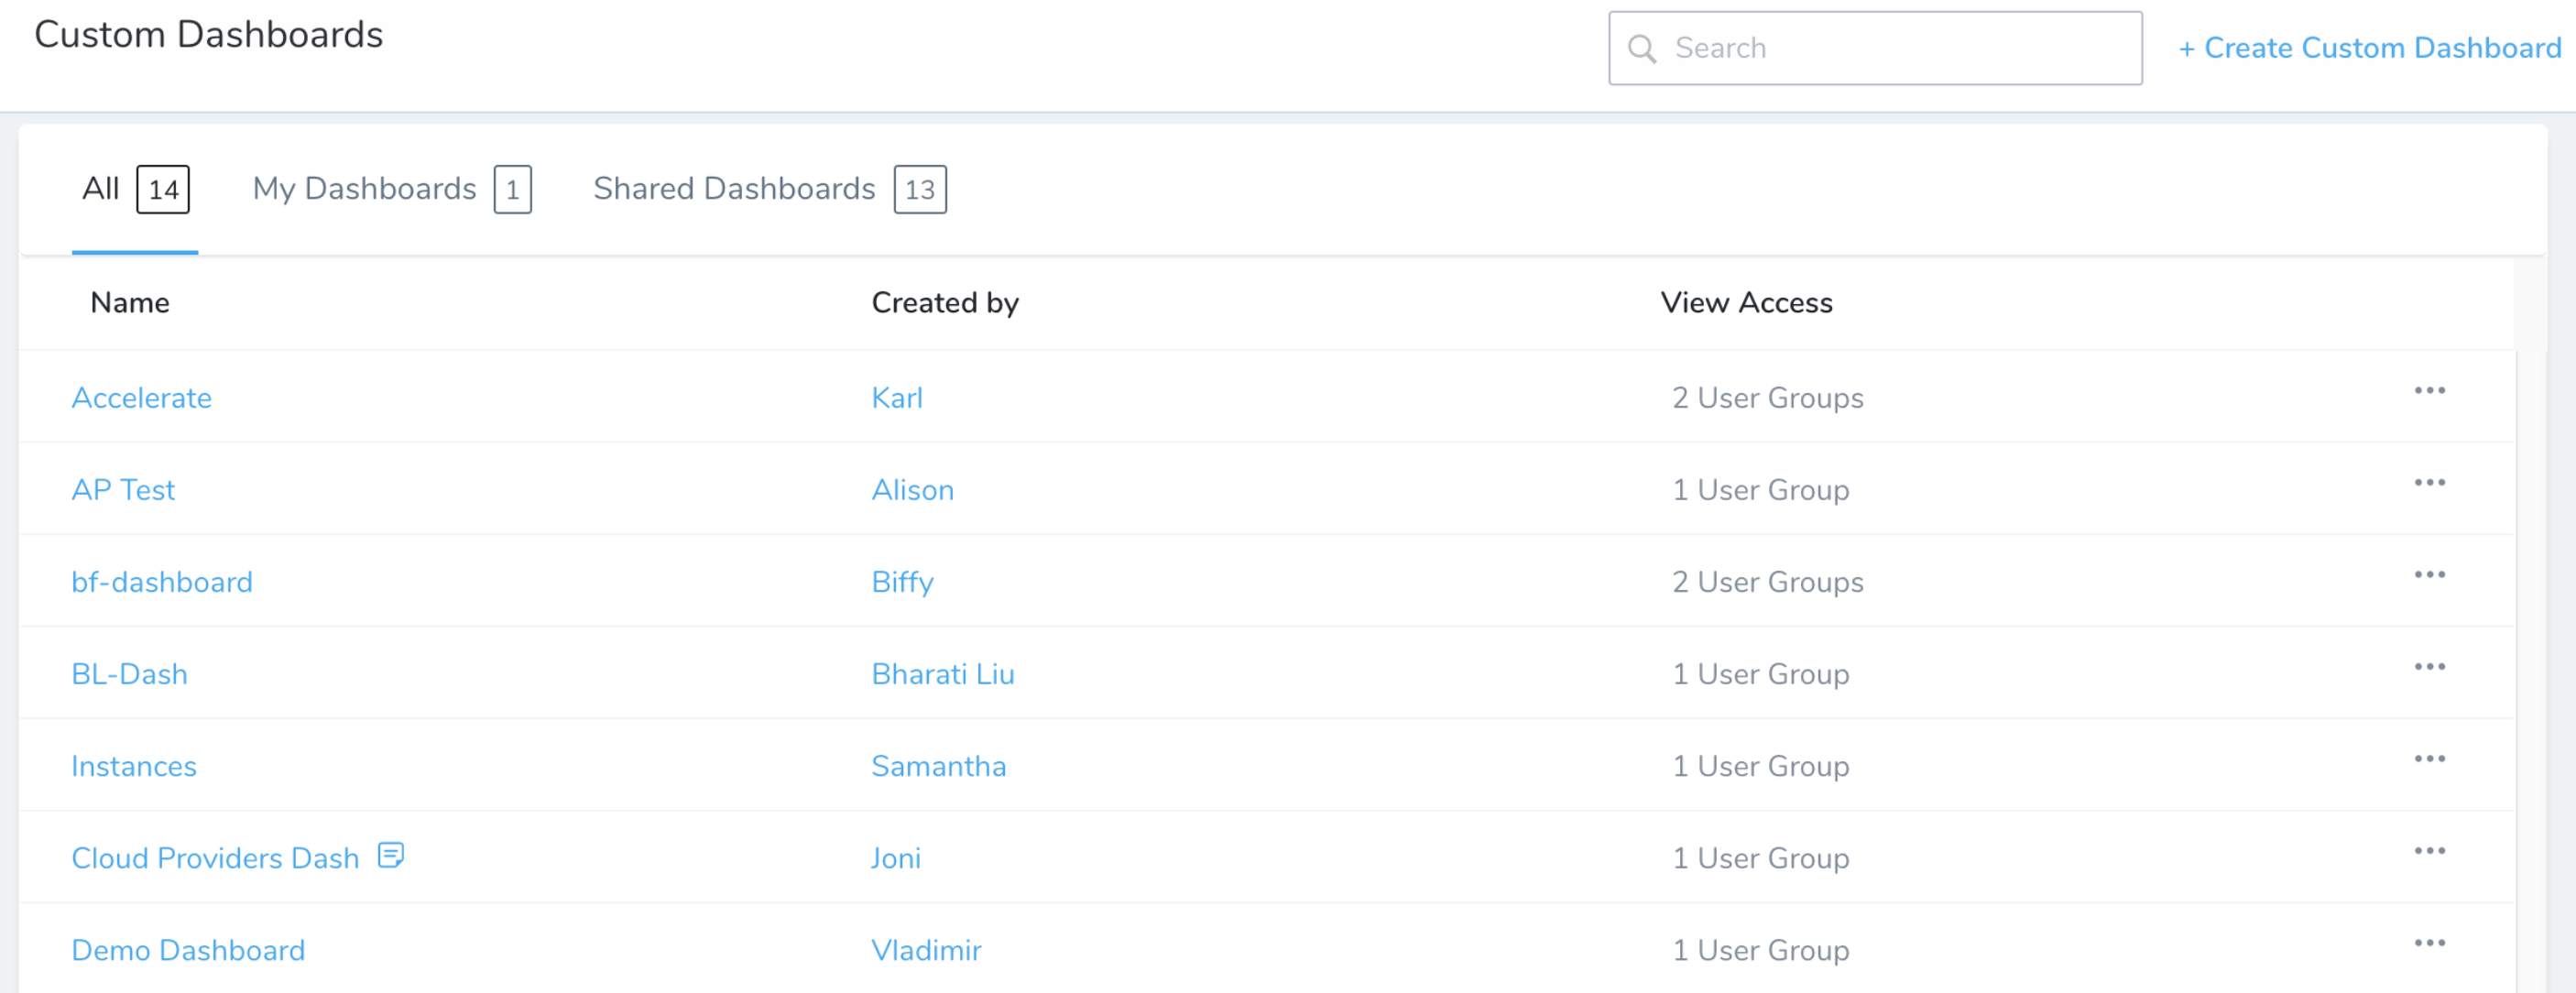 Custom Dashboards
Search
+ Create Custom Dashboard
All 14 My Dashboards 1 Shared Dashboards 13
Name Created by View Access
Accelerate Karl 2 User Groups
AP Test Alison 1 User Group
bf-dashboard Biffy 2 User Groups
BL-Dash Bharati Liu 1 User Group
Instances Samantha 1 User Group
Cloud Providers Dash Joni 1 User Group
Demo Dashboard Vladimir 1 User Group